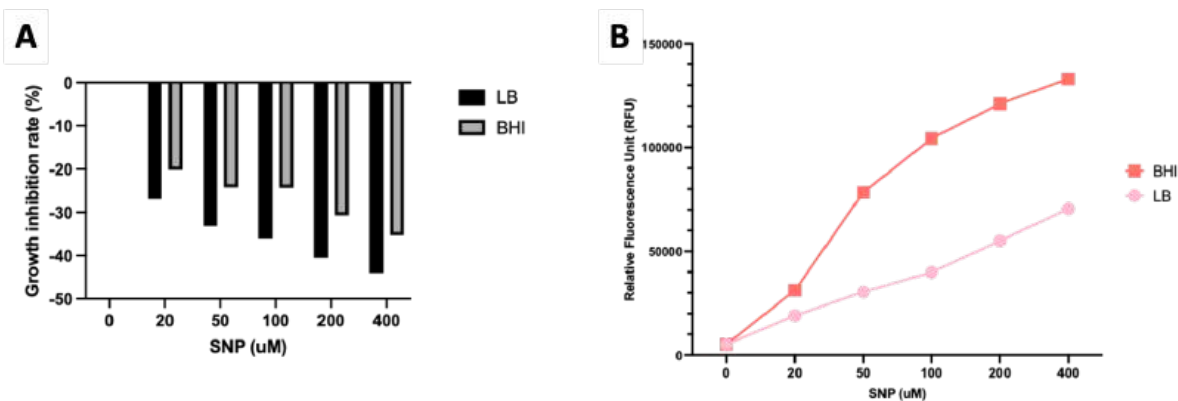 A
0
-10
-20
-30
-40
-50
Growth inhibition rate (%)
0 20 50 100 200 400
SNP (uM)
LB
BHI
B
150000
100000
50000
0
Relative Fluorescence Unit (RFU)
0 20 50 100 200 400
SNP (uM)
BHI
LB